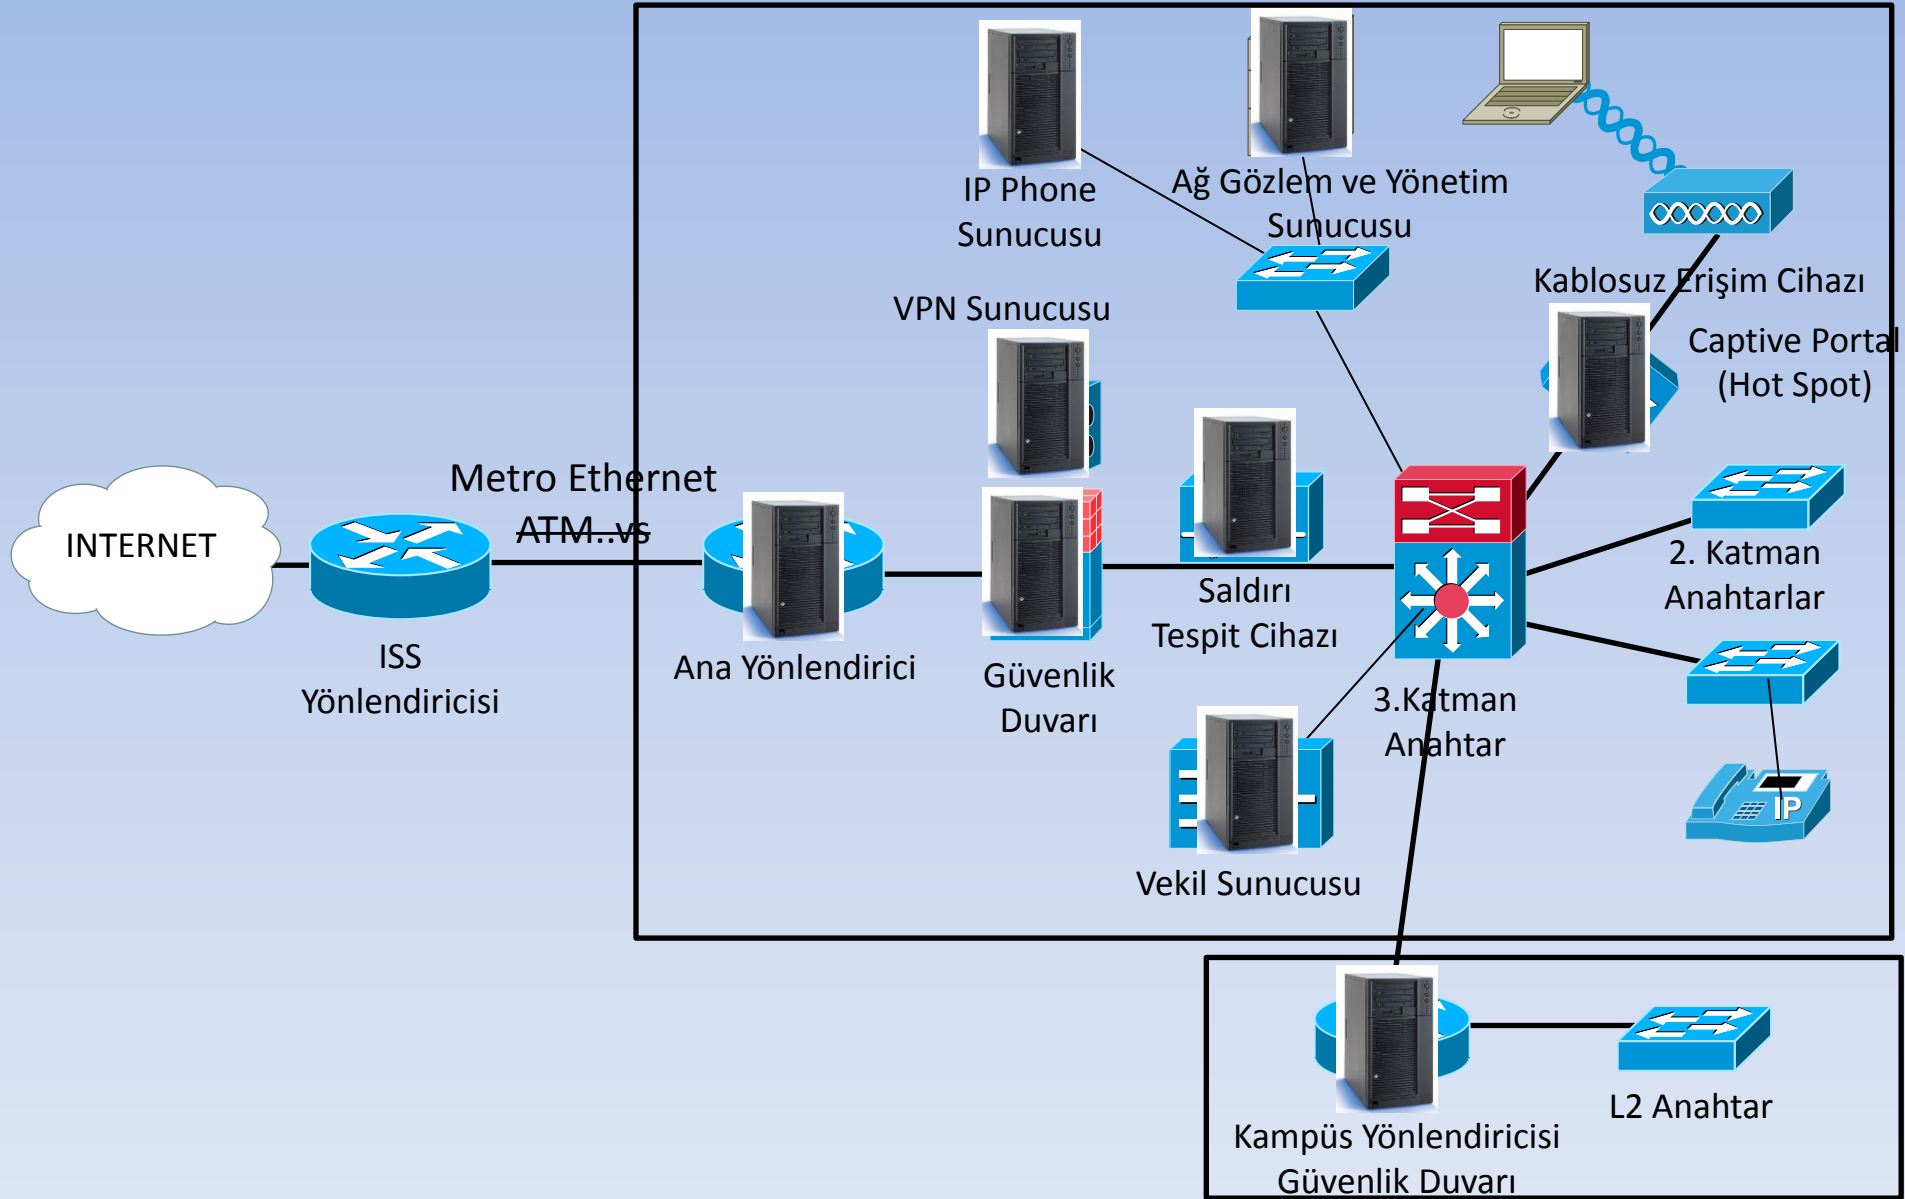 IP Phone
Sunucusu
Ağ Gözlem ve Yönetim
Sunucusu
Kablosuz Erişim Cihazı
VPN Sunucusu
Captive Portal
(Hot Spot)
Metro Ethernet
ATM..vs
INTERNET
2. Katman
Anahtarlar
Saldırı
Tespit Cihazı
ISS
Yönlendiricisi
Ana Yönlendirici
Güvenlik
Duvarı
3.Katman
Anahtar
IP
Vekil Sunucusu
L2 Anahtar
Kampüs Yönlendiricisi
Güvenlik Duvarı